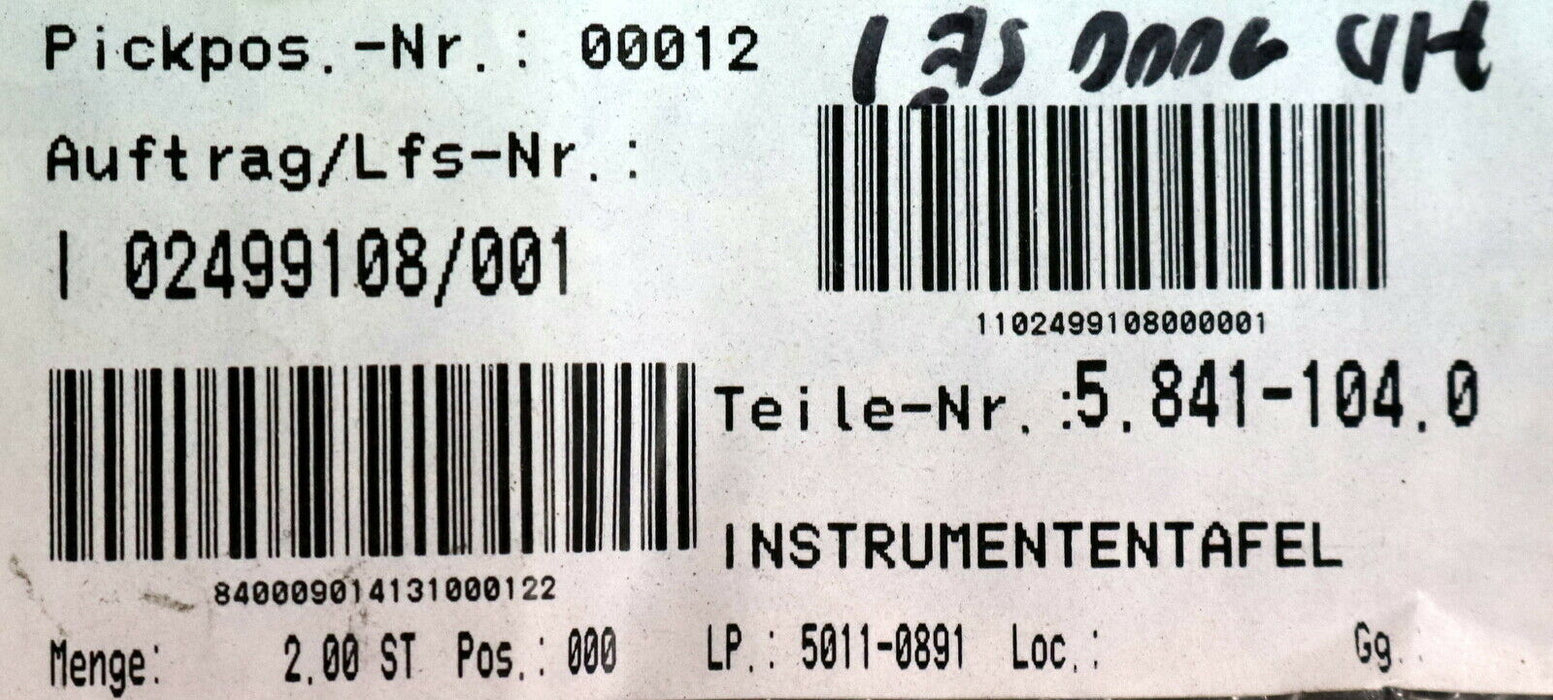 Pickpos.-Nr.: 00012
Auftrag/Lfs-Nr.:
I 02499108/001
1102499108000001
Teile-Nr.:5.841-104.0
INSTRUMENTENTAFEL
840009014131000122
Menge: 2.00 ST Pos.: 000 LP.: 5011-0891 Loc.: Gg.: